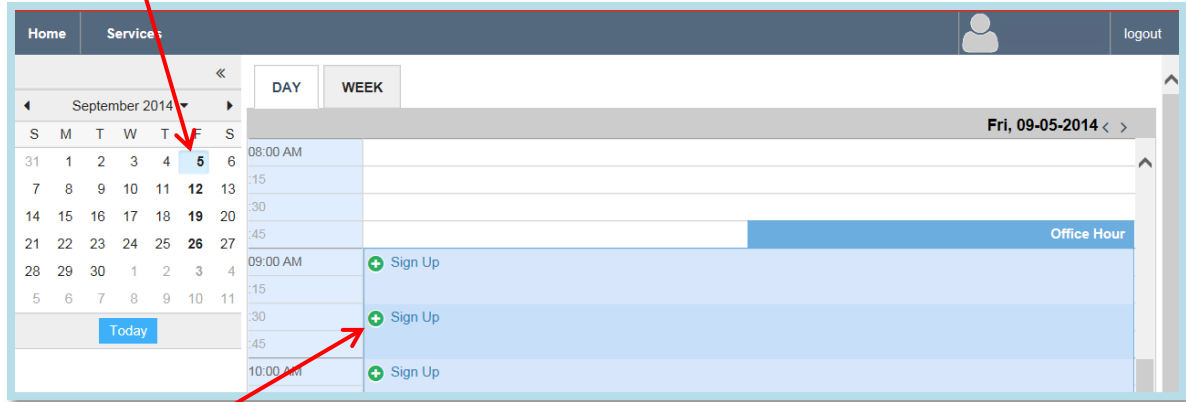 Home Services logout
«
DAY WEEK
September 2014
Fri, 09-05-2014 < >
S M T W T F S
31 1 2 3 4 5 6
7 8 9 10 11 12 13
14 15 16 17 18 19 20
21 22 23 24 25 26 27
28 29 30 1 2 3 4
5 6 7 8 9 10 11
Today
08:00 AM
:15
:30
:45 Office Hour
09:00 AM Sign Up
:15
:30 Sign Up
:45
10:00 AM Sign Up